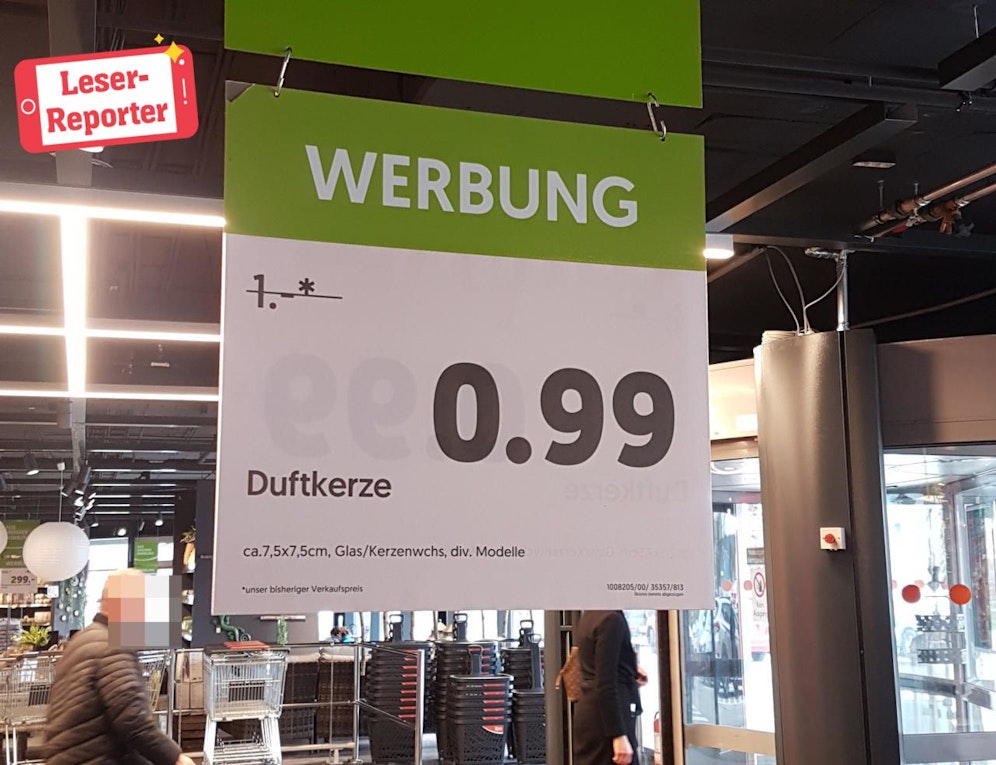 Leser-
Reporter
WERBUNG
1.-*
0.99
Duftkerze
ca.7,5x7,5cm, Glas/Kerzenwchs, div. Modelle
*unser bisheriger Verkaufspreis
1008205/00/ 35357/813
299.-